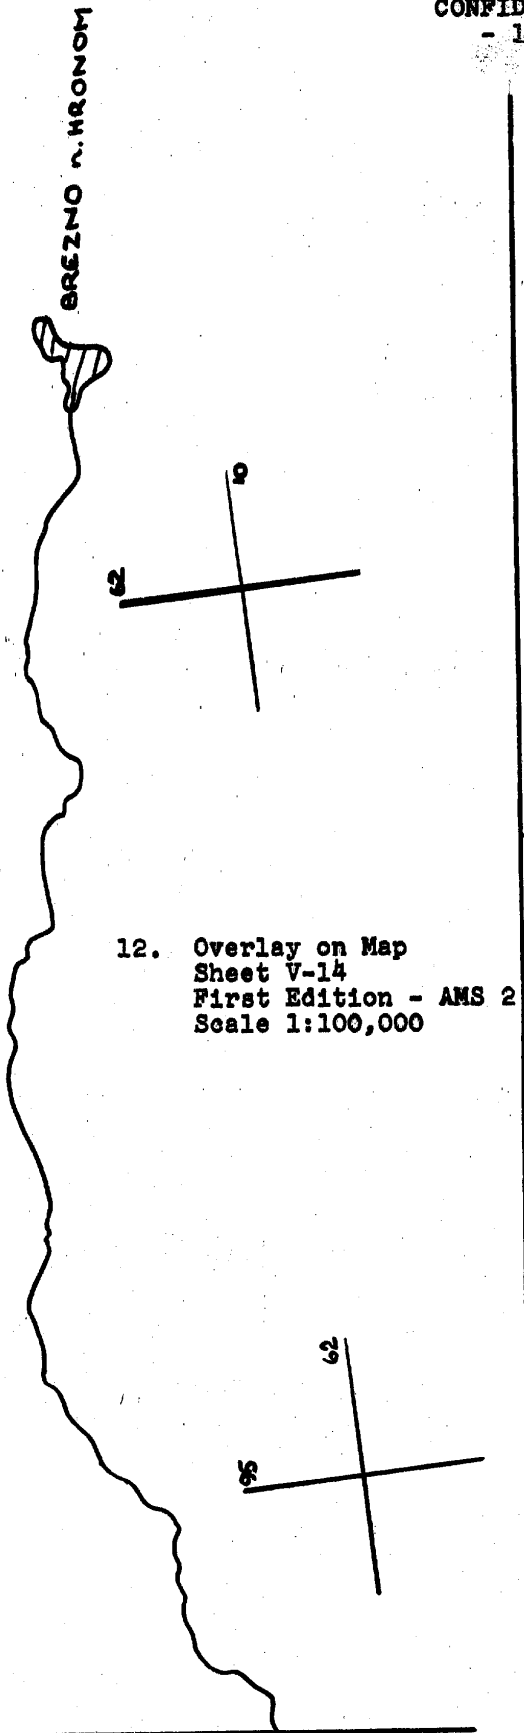 CONFID
- 1
BREZNO n. HRONOM
10
62
12. Overlay on Map
Sheet V-14
First Edition - AMS 2
Scale 1:100,000
62
95